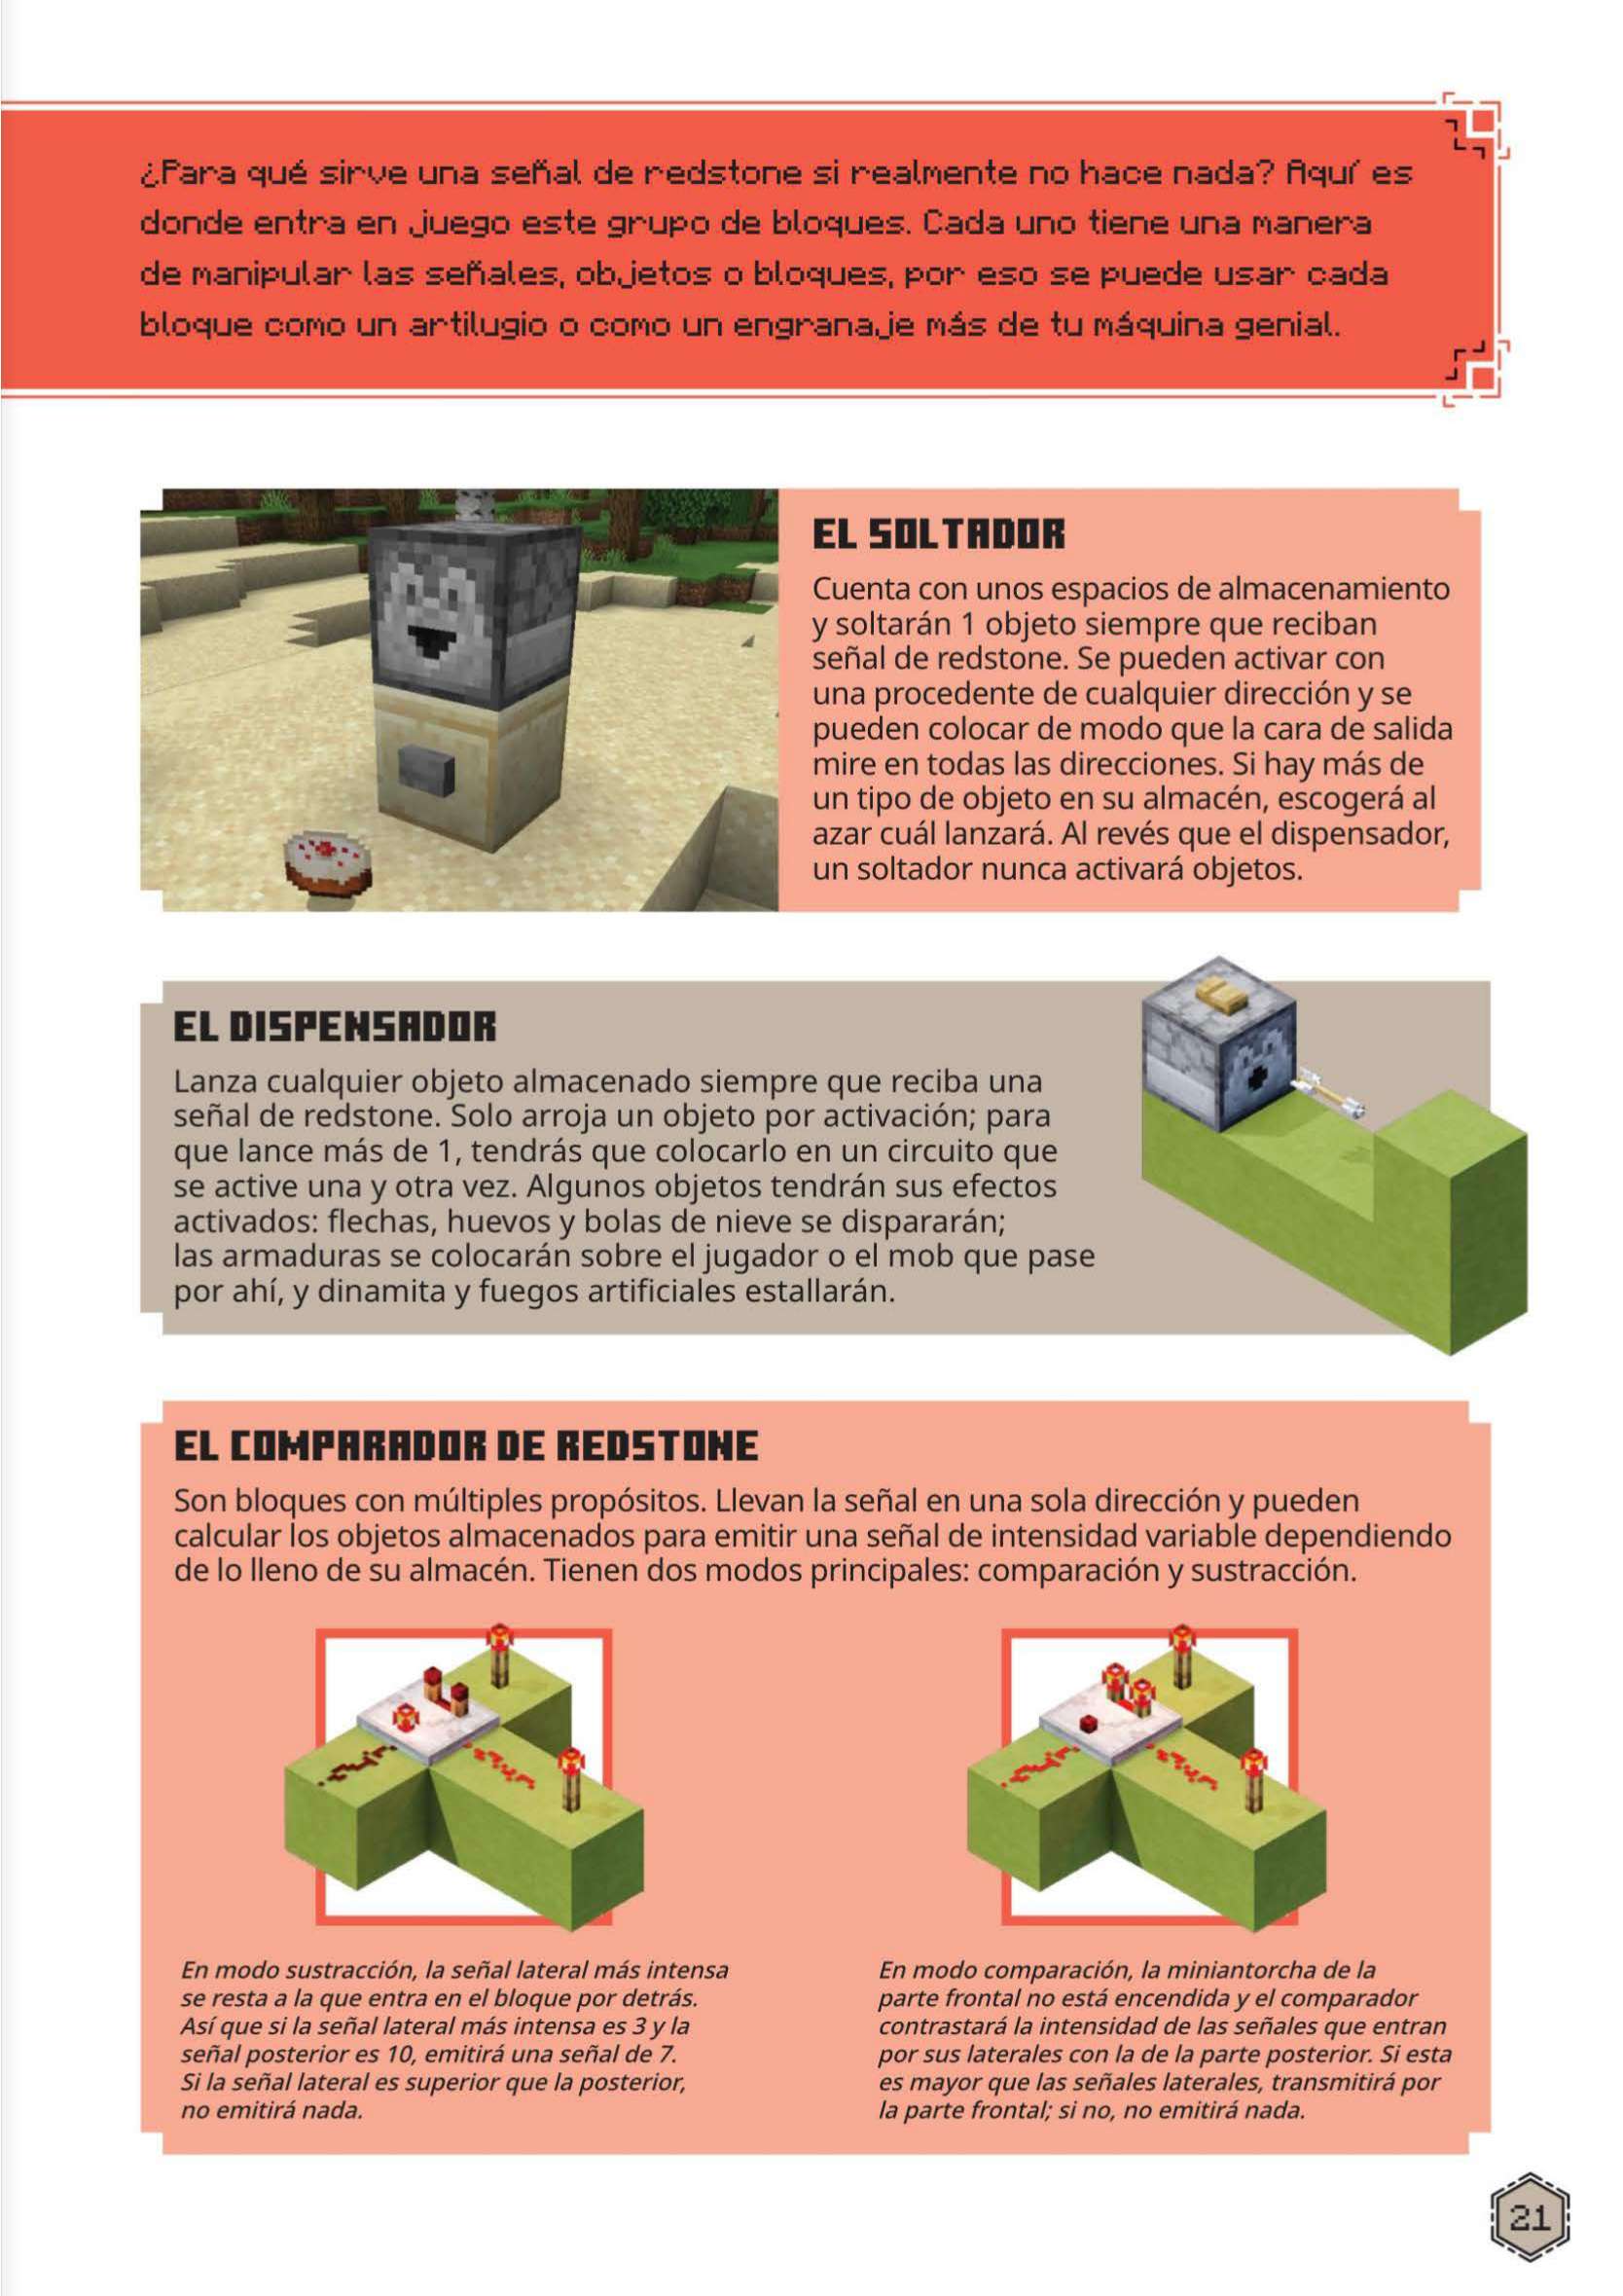 ¿Para qué sirve una señal de redstone si realmente no hace nada? Aquí es
donde entra en juego este grupo de bloques. Cada uno tiene una manera
de manipular las señales, objetos o bloques, por eso se puede usar cada
bloque como un artilugio o como un engranaje más de tu máquina genial.
EL SOLTADOR
Cuenta con unos espacios de almacenamiento
y soltarán 1 objeto siempre que reciban
señal de redstone. Se pueden activar con
una procedente de cualquier dirección y se
pueden colocar de modo que la cara de salida
mire en todas las direcciones. Si hay más de
un tipo de objeto en su almacén, escogerá al
azar cuál lanzará. Al revés que el dispensador,
un soltador nunca activará objetos.
EL DISPENSADOR
Lanza cualquier objeto almacenado siempre que reciba una
señal de redstone. Solo arroja un objeto por activación; para
que lance más de 1, tendrás que colocarlo en un circuito que
se active una y otra vez. Algunos objetos tendrán sus efectos
activados: flechas, huevos y bolas de nieve se dispararán;
las armaduras se colocarán sobre el jugador o el mob que pase
por ahí, y dinamita y fuegos artificiales estallarán.
EL COMPARADOR DE REDSTONE
Son bloques con múltiples propósitos. Llevan la señal en una sola dirección y pueden
calcular los objetos almacenados para emitir una señal de intensidad variable dependiendo
de lo lleno de su almacén. Tienen dos modos principales: comparación y sustracción.
En modo sustracción, la señal lateral más intensa
se resta a la que entra en el bloque por detrás.
Así que si la señal lateral más intensa es 3 y la
señal posterior es 10, emitirá una señal de 7.
Si la señal lateral es superior que la posterior,
no emitirá nada.
En modo comparación, la miniantorcha de la
parte frontal no está encendida y el comparador
contrastará la intensidad de las señales que entran
por sus laterales con la de la parte posterior. Si esta
es mayor que las señales laterales, transmitirá por
la parte frontal; si no, no emitirá nada.
21